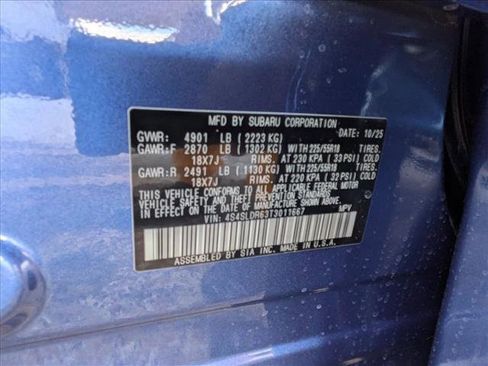 MFD BY SUBARU CORPORATION
GVWR: 4901 LB ( 2223 KG) DATE: 10/25
GAWR:F 2870 LB ( 1302 KG) WITH 225/55R18 TIRES.
18X7J RIMS. AT 230 KPA ( 33 PSI) COLD
GAWR:R 2491 LB ( 1130 KG) WITH 225/55R18 TIRES.
18X7J RIMS. AT 220 KPA ( 32 PSI) COLD
THIS VEHICLE CONFORMS TO ALL APPLICABLE FEDERAL MOTOR
VEHICLE SAFETY AND BUMPER STANDARDS IN EFFECT ON THE
DATE OF MANUFACTURE SHOWN ABOVE.
VIN: 4S4SLDR63T3011667 MPV
ASSEMBLED BY SIA INC. MADE IN U.S.A.